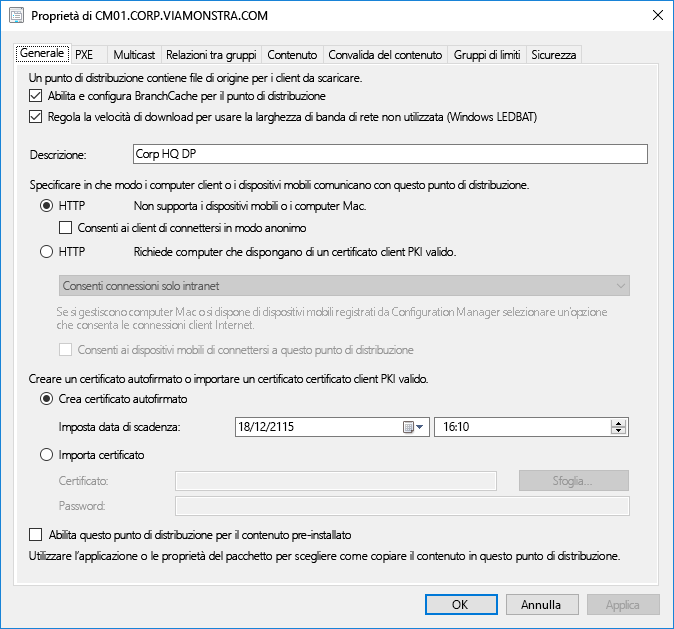 Proprietà di CM01.CORP.VIAMONSTRA.COM
Generale PXE Multicast Relazioni tra gruppi Contenuto Convalida del contenuto Gruppi di limiti Sicurezza
Un punto di distribuzione contiene file di origine per i client da scaricare.
Abilita e configura BranchCache per il punto di distribuzione
Regola la velocità di download per usare la larghezza di banda di rete non utilizzata (Windows LEDBAT)
Descrizione: Corp HQ DP
Specificare in che modo i computer client o i dispositivi mobili comunicano con questo punto di distribuzione.
HTTP Non supporta i dispositivi mobili o i computer Mac.
Consenti ai client di connettersi in modo anonimo
HTTP Richiede computer che dispongano di un certificato client PKI valido.
Consenti connessioni solo intranet
Se si gestiscono computer Mac o si dispone di dispositivi mobili registrati da Configuration Manager selezionare un'opzione
che consenta le connessioni client Internet.
Consenti ai dispositivi mobili di connettersi a questo punto di distribuzione
Creare un certificato autofirmato o importare un certificato certificato client PKI valido.
Crea certificato autofirmato
Imposta data di scadenza: 18/12/2115 16:10
Importa certificato
Certificato: Sfoglia...
Password:
Abilita questo punto di distribuzione per il contenuto pre-installato
Utilizzare l'applicazione o le proprietà del pacchetto per scegliere come copiare il contenuto in questo punto di distribuzione.
OK Annulla Applica